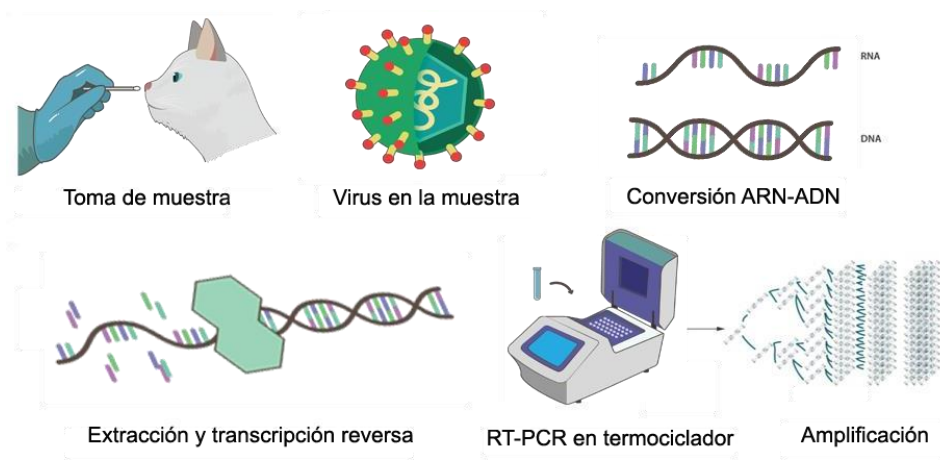 RNA
DNA
Toma de muestra
Virus en la muestra
Conversión ARN-ADN
Extracción y transcripción reversa
RT-PCR en termociclador
Amplificación